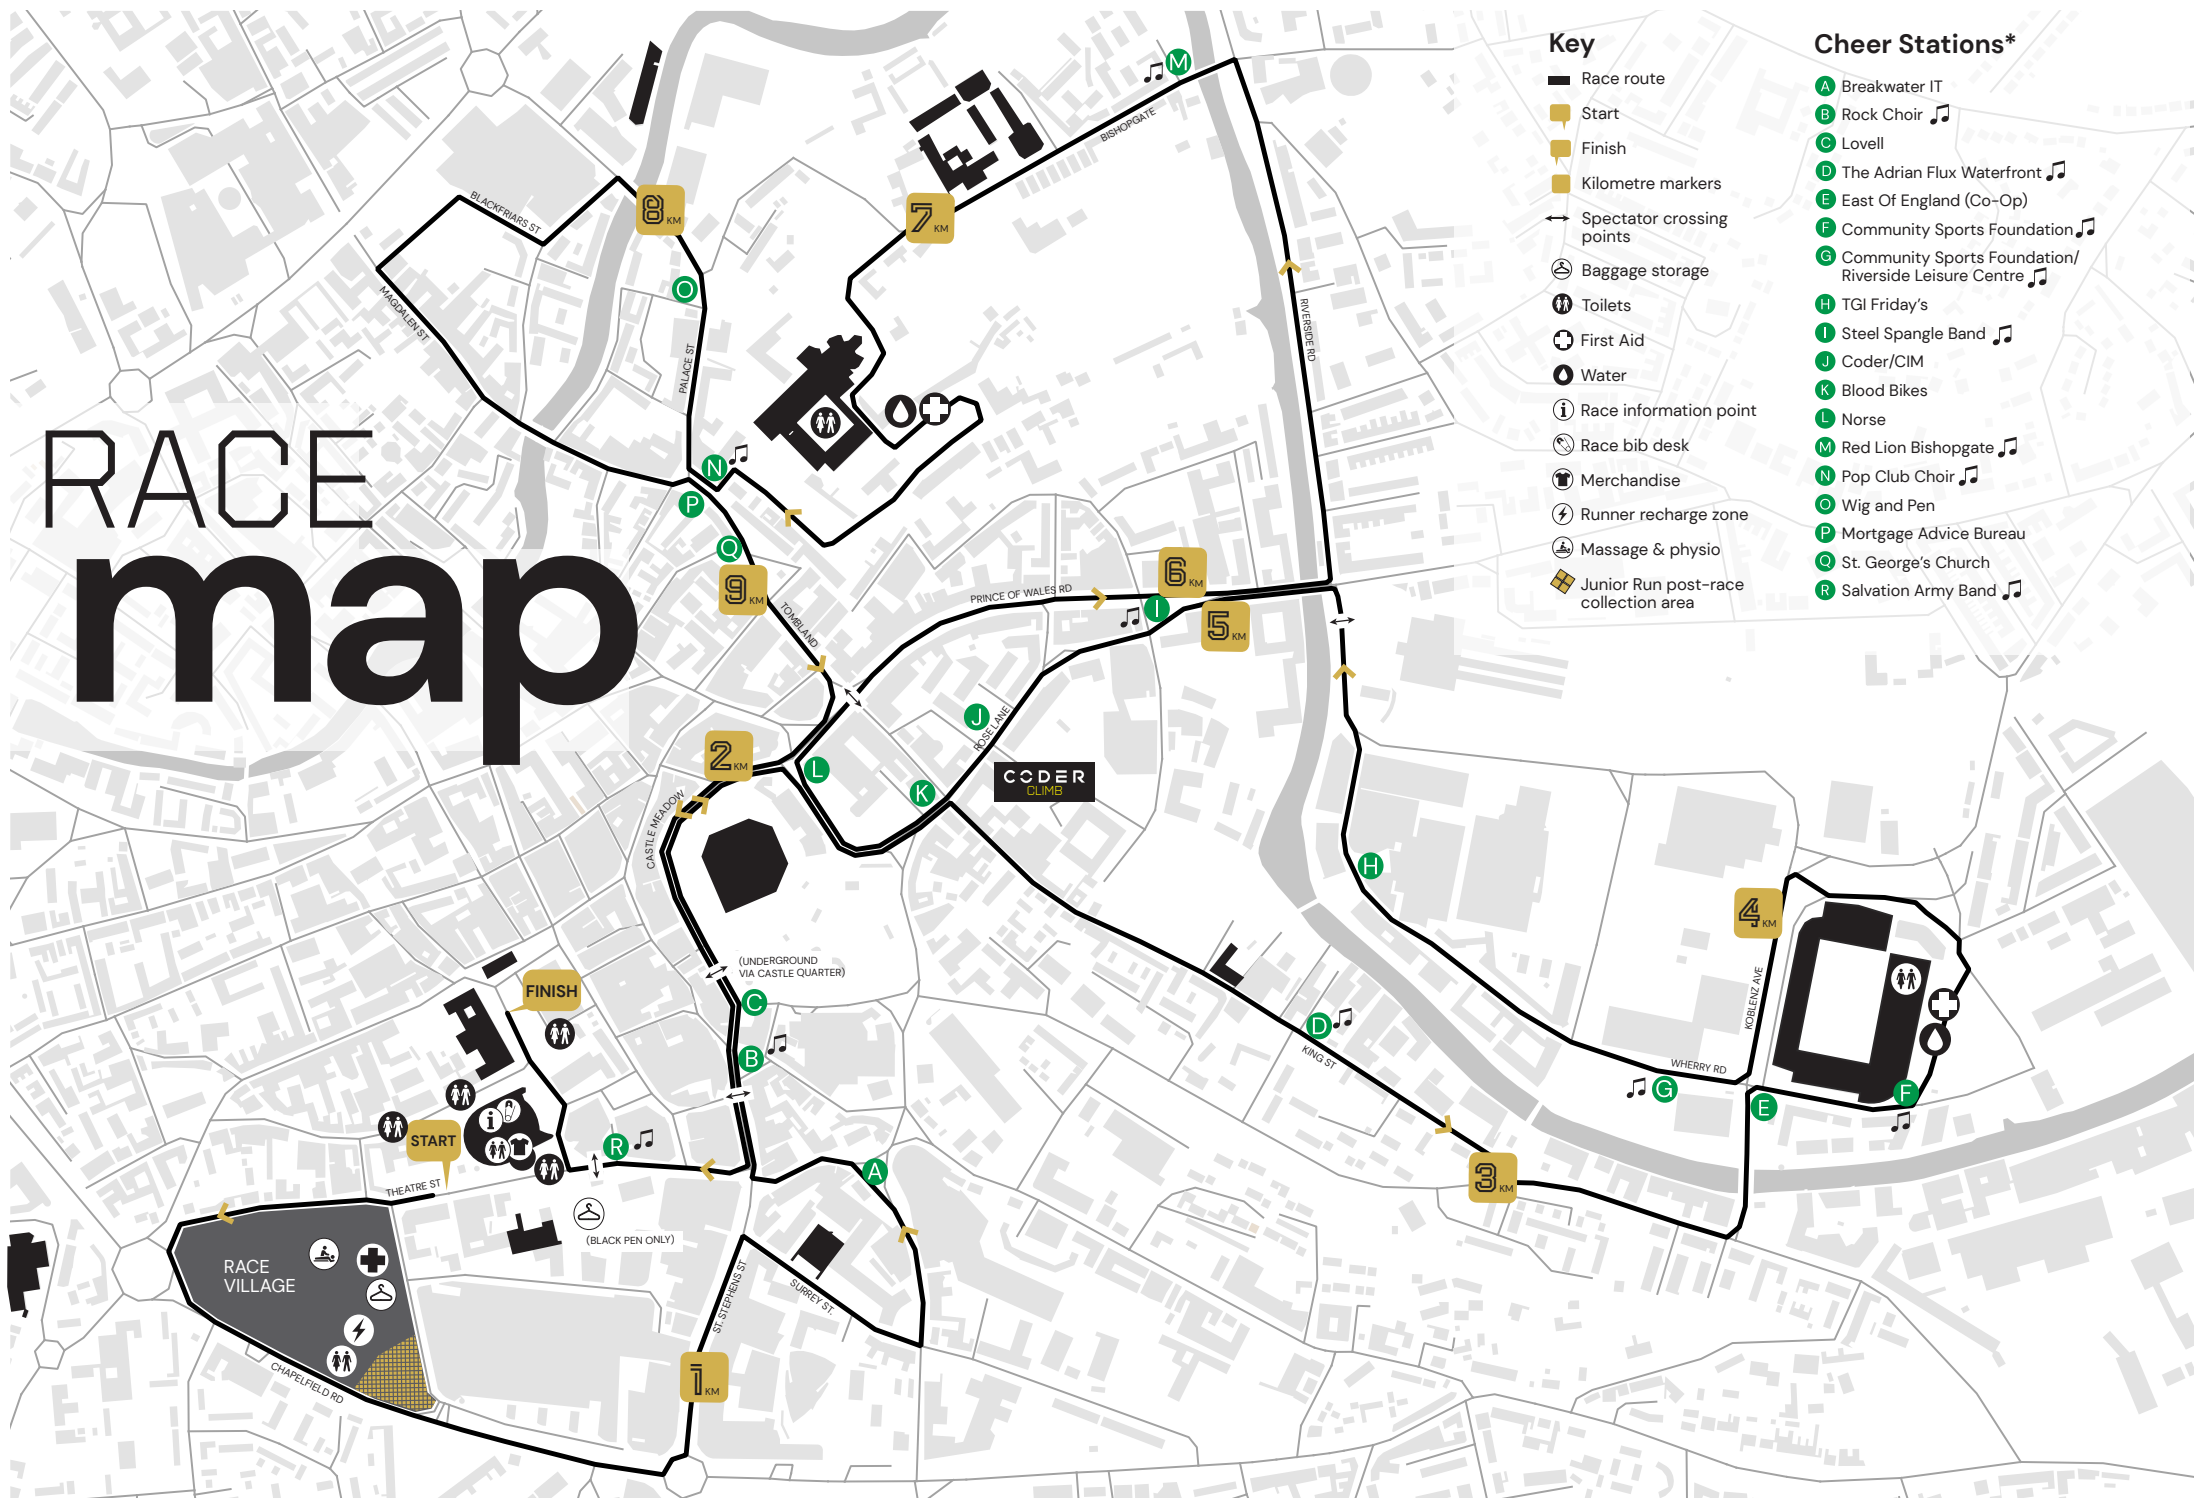 RACE
map
Key
Race route
Start
Finish
Kilometre markers
Spectator crossing
points
Baggage storage
Toilets
First Aid
Water
Race information point
Race bib desk
Merchandise
Runner recharge zone
Massage & physio
Junior Run post-race
collection area
Cheer Stations*
A Breakwater IT
B Rock Choir
C Lovell
D The Adrian Flux Waterfront
E East Of England (Co-Op)
F Community Sports Foundation
G Community Sports Foundation/
Riverside Leisure Centre
H TGI Friday's
I Steel Spangle Band
J Coder/CIM
K Blood Bikes
L Norse
M Red Lion Bishopgate
N Pop Club Choir
O Wig and Pen
P Mortgage Advice Bureau
Q St. George's Church
R Salvation Army Band
M
BISHOPGATE
7 KM
8 KM
BLACKFRIARS ST
MAGDALEN ST
O
PALACE ST
RIVERSIDE RD
N
P
Q
9 KM
TOMBLAND
PRINCE OF WALES RD
6 KM
I
5 KM
J
ROSE LANE
2 KM
L
K
CODER
CLIMB
CASTLE MEADOW
H
4 KM
(UNDERGROUND
VIA CASTLE QUARTER)
C
B
FINISH
D
KING ST
KOBLENZ AVE
WHERRY RD
G
E
F
START
R
A
3 KM
THEATRE ST
(BLACK PEN ONLY)
RACE
VILLAGE
ST. STEPHENS ST
SURREY ST.
1 KM
CHAPELFIELD RD